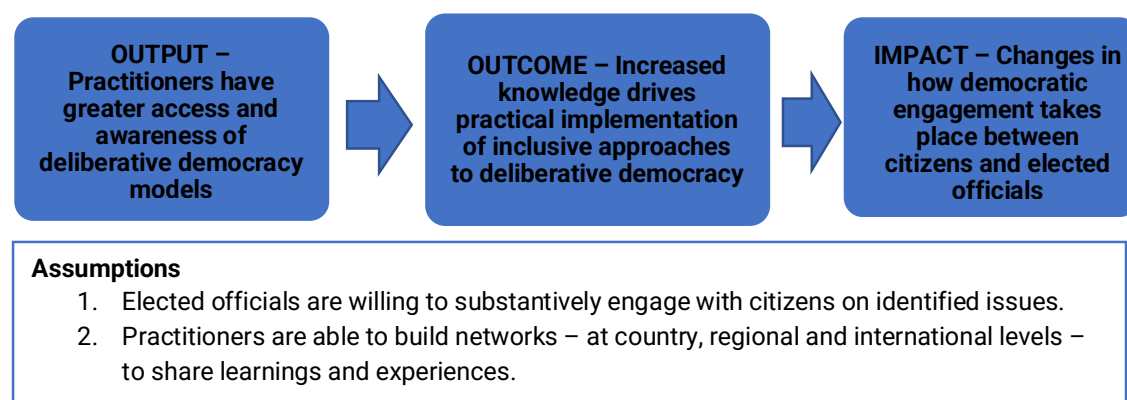 OUTPUT –
Practitioners have
greater access and
awareness of
deliberative democracy
models
OUTCOME – Increased
knowledge drives
practical implementation
of inclusive approaches
to deliberative democracy
IMPACT – Changes in
how democratic
engagement takes
place between
citizens and elected
officials
Assumptions
1. Elected officials are willing to substantively engage with citizens on identified issues.
2. Practitioners are able to build networks – at country, regional and international levels –
to share learnings and experiences.